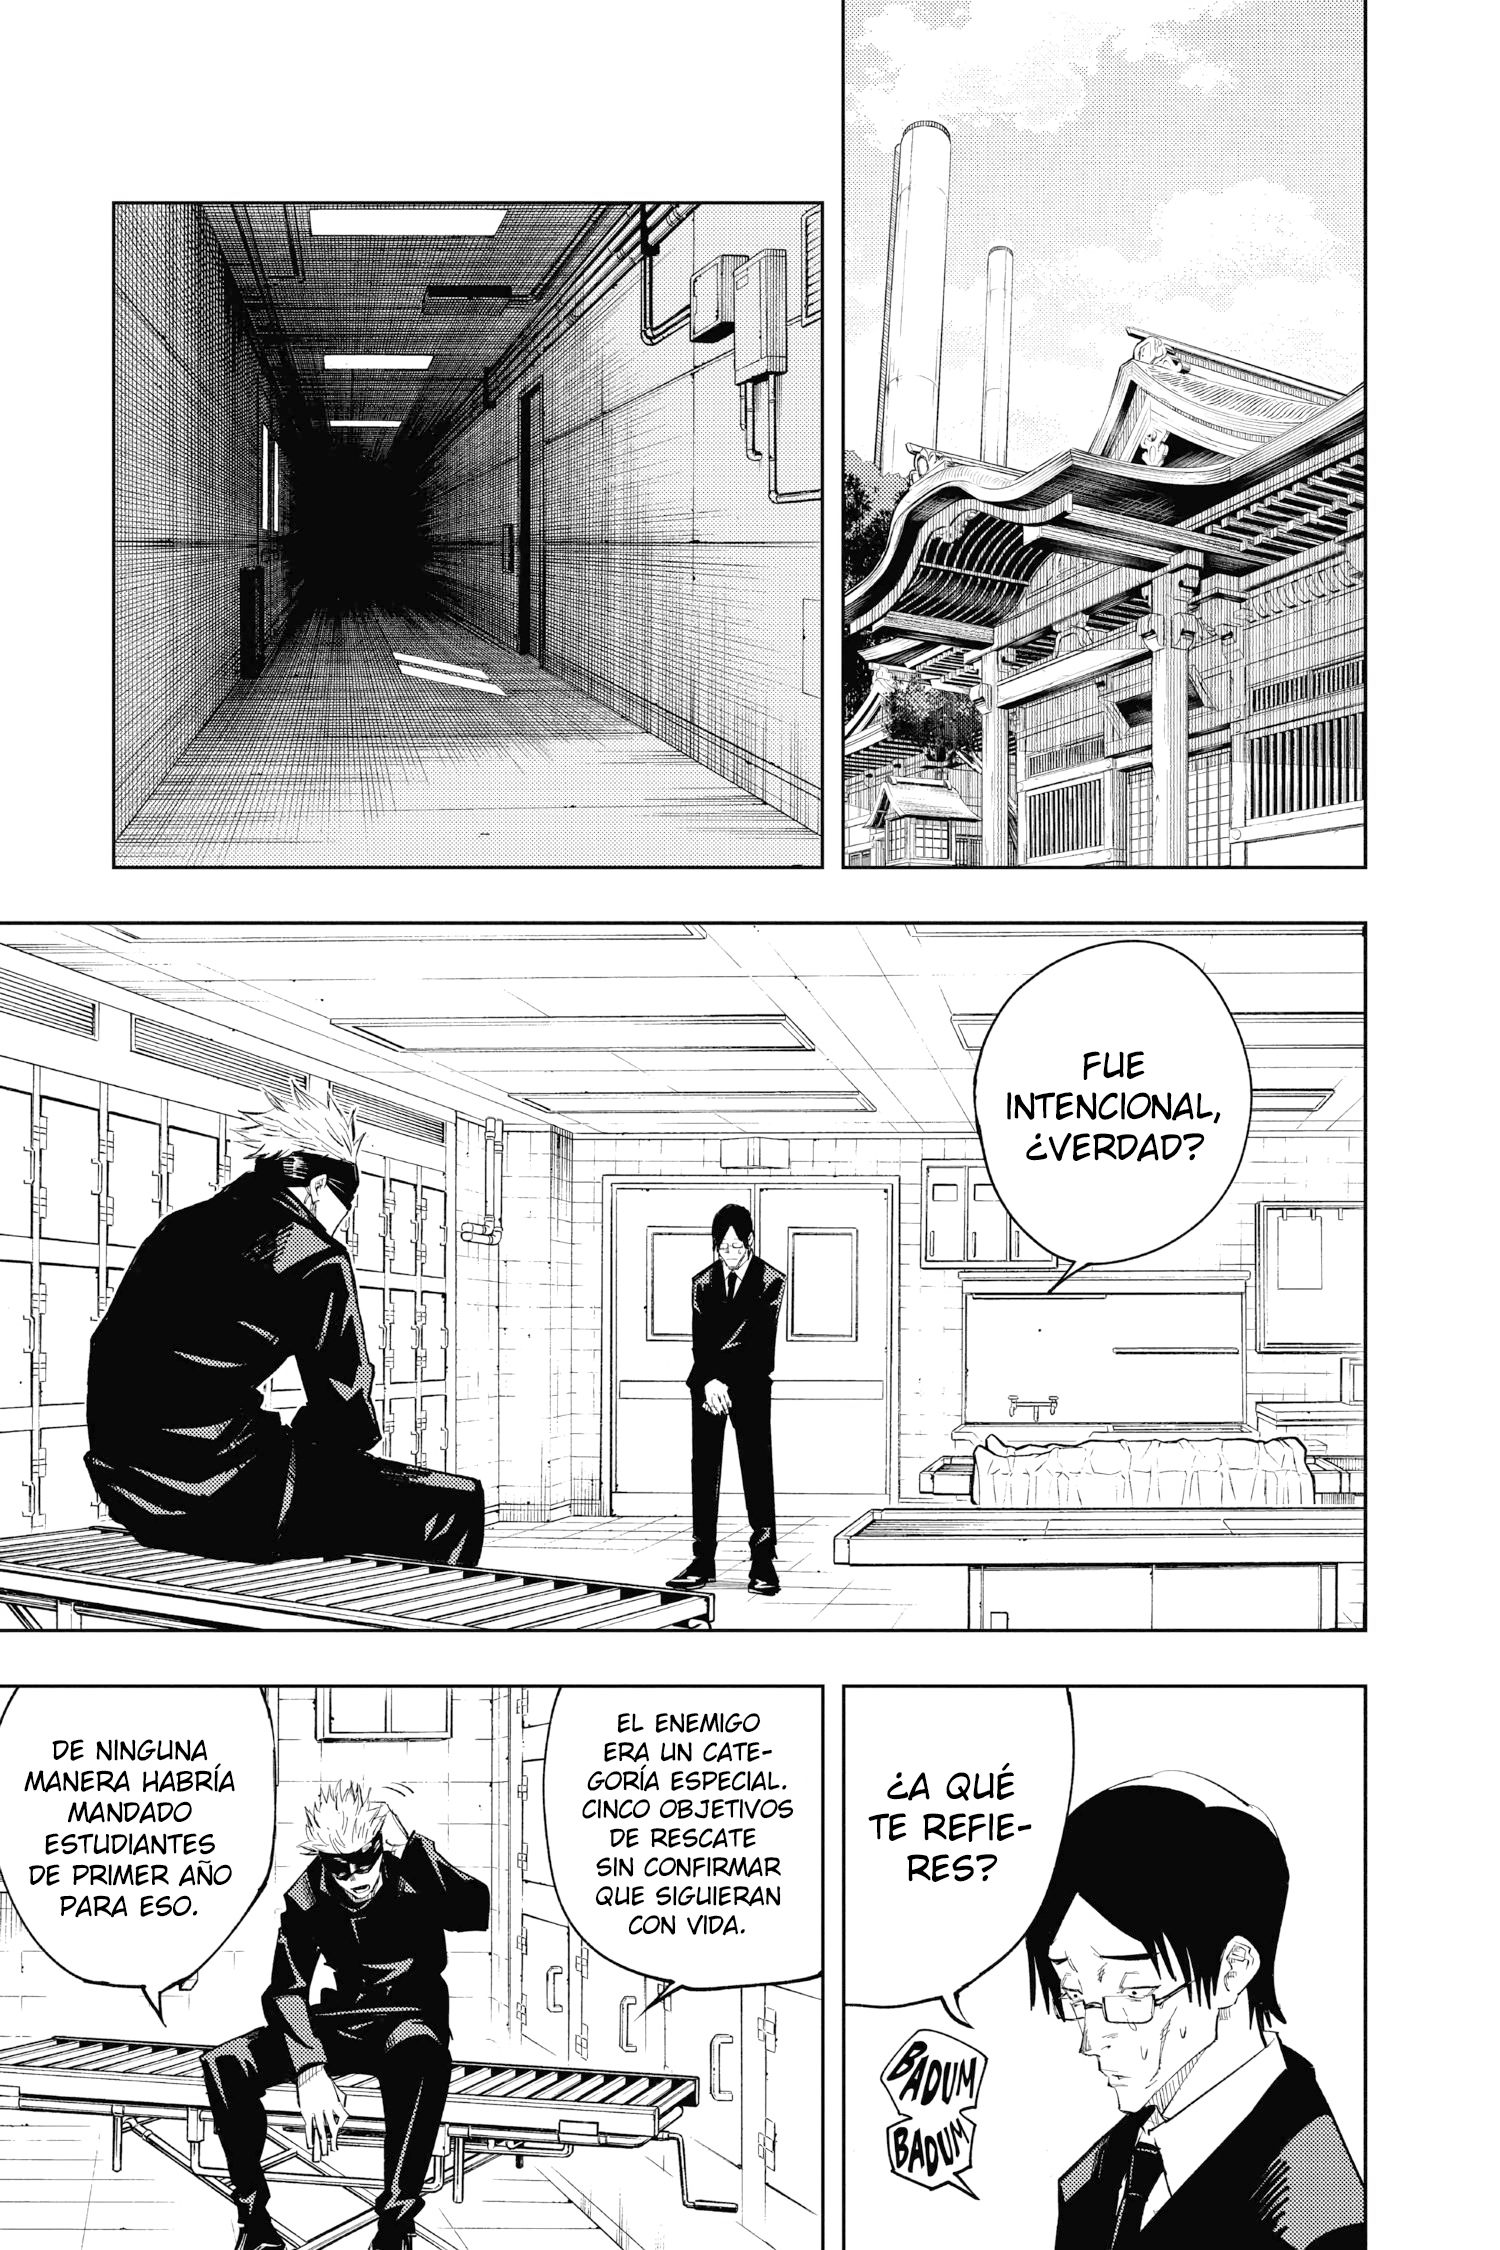 FUE
INTENCIONAL,
¿VERDAD?
¿A QUÉ
TE REFIE-
RES?
BADUM
BADUM
EL ENEMIGO
ERA UN CATE-
GORÍA ESPECIAL.
CINCO OBJETIVOS
DE RESCATE
SIN CONFIRMAR
QUE SIGUIERAN
CON VIDA.
DE NINGUNA
MANERA HABRÍA
MANDADO
ESTUDIANTES
DE PRIMER AÑO
PARA ESO.